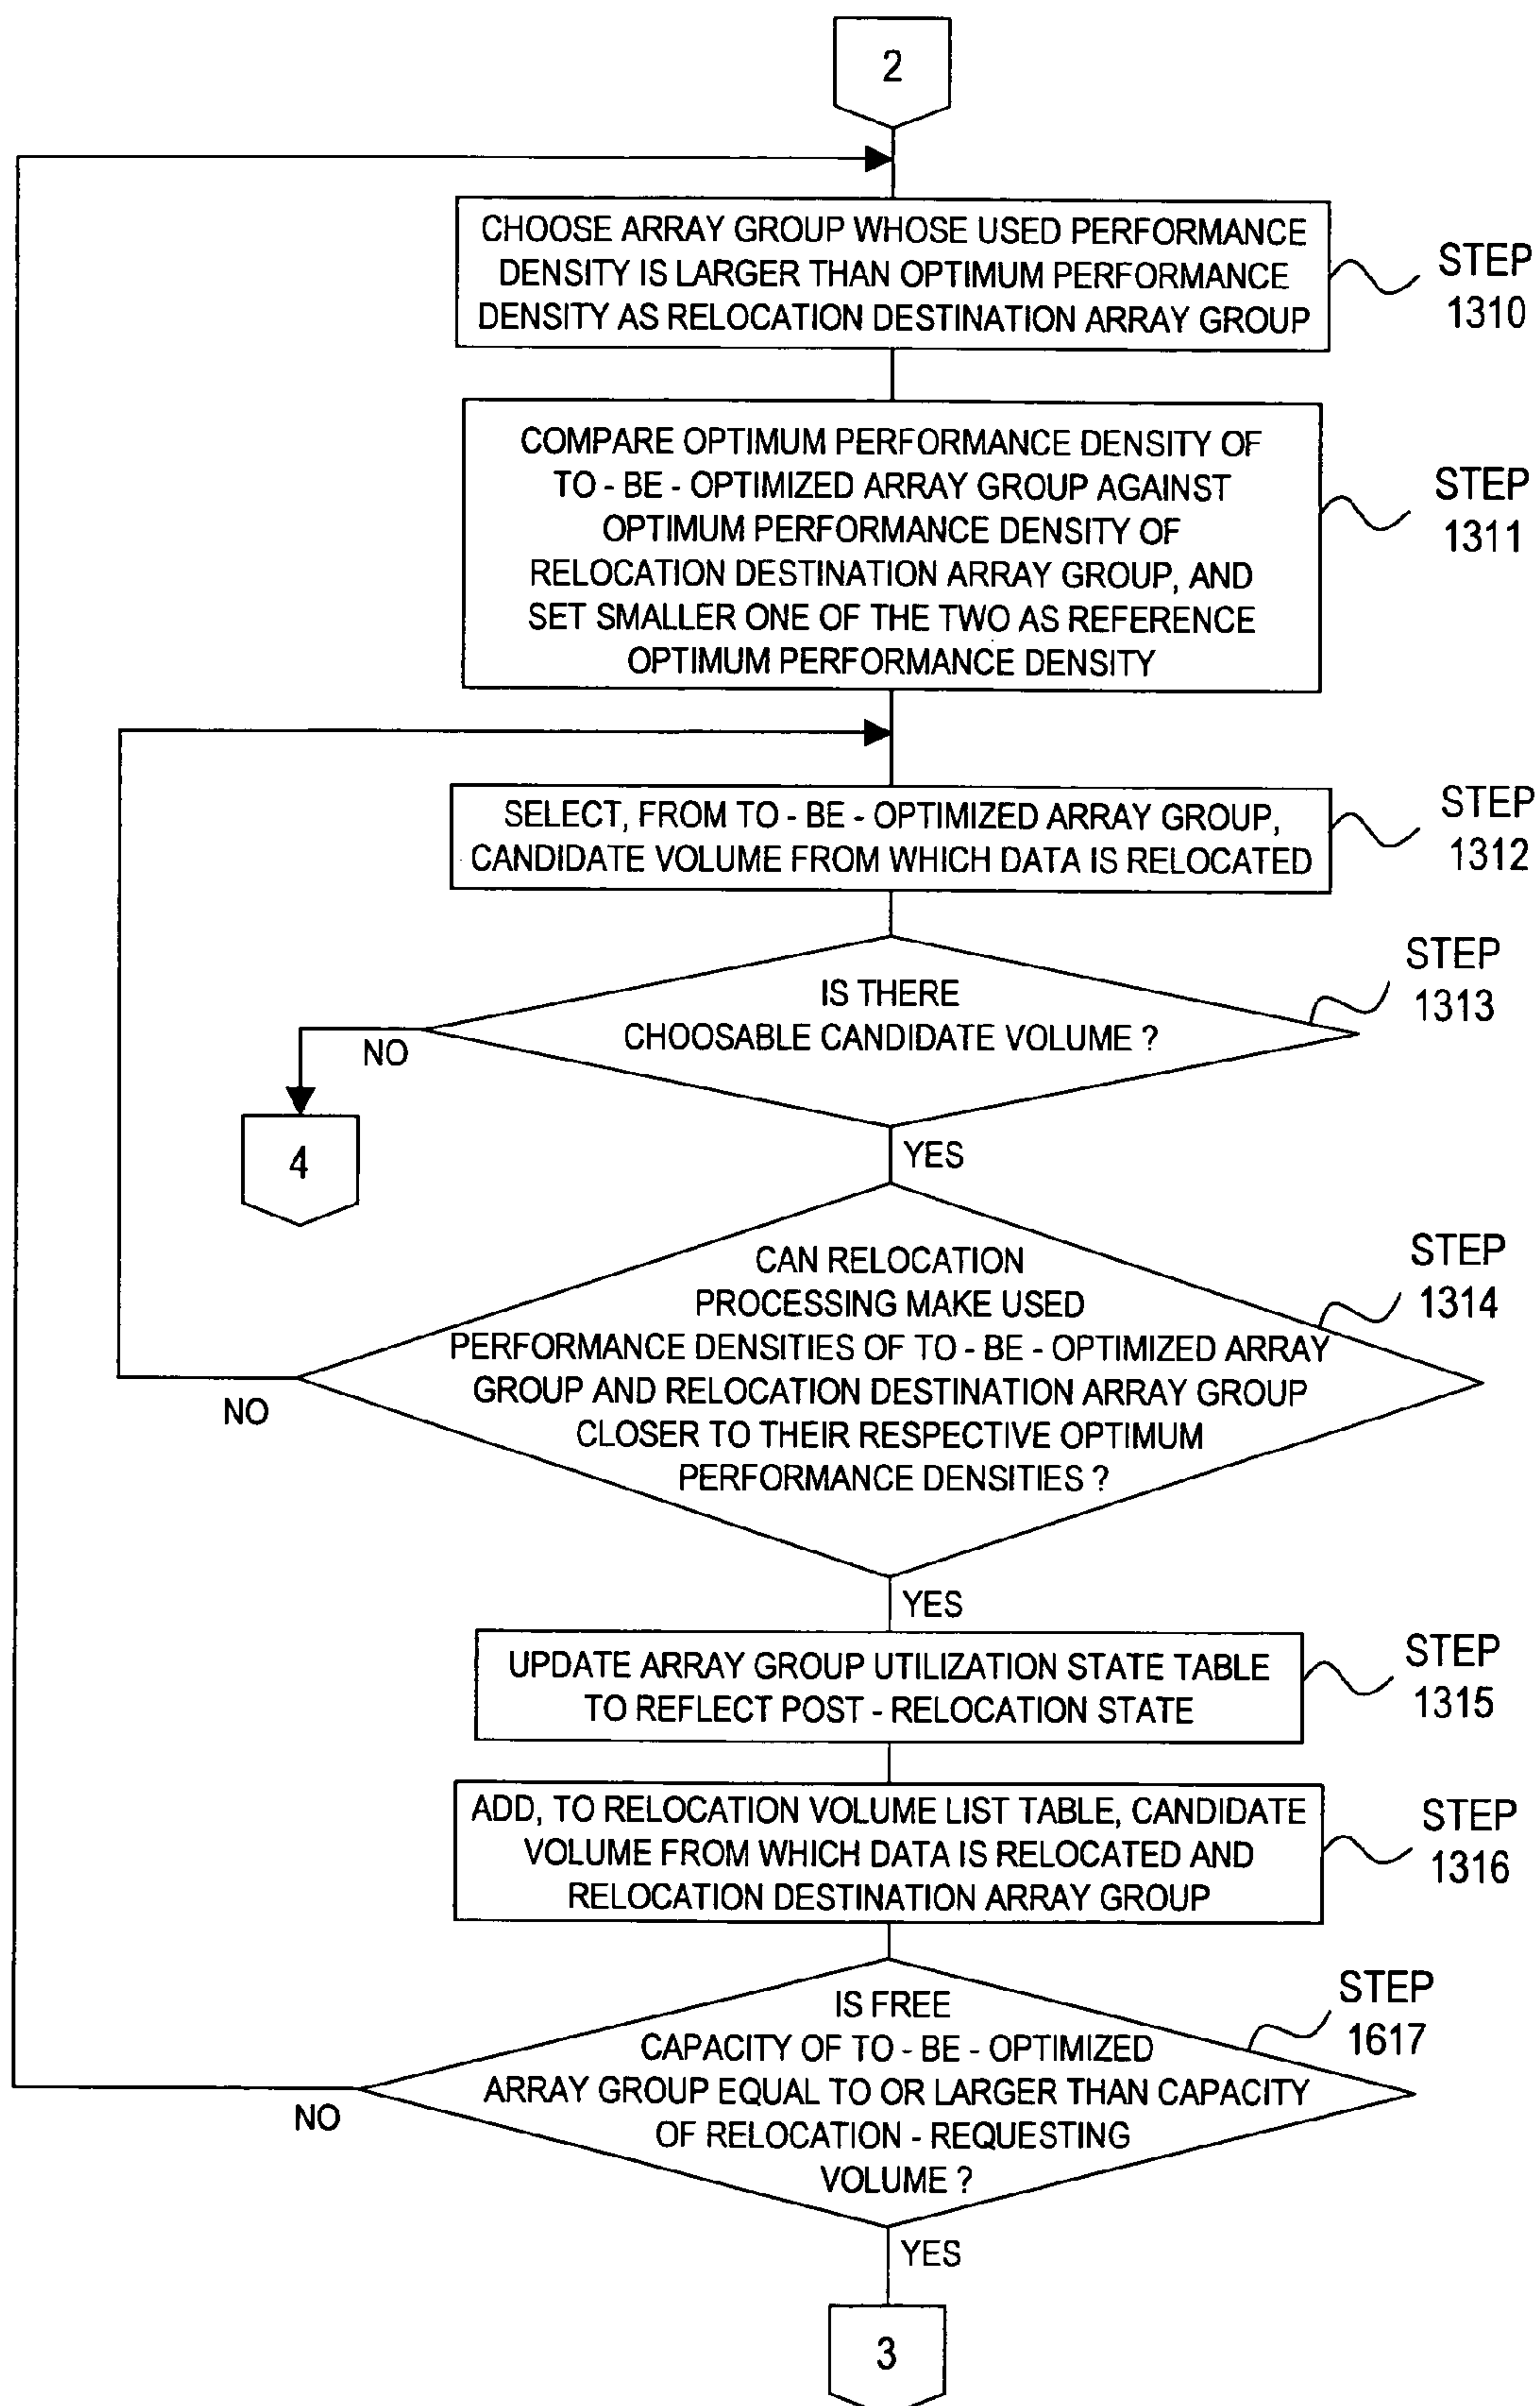 2
CHOOSE ARRAY GROUP WHOSE USED PERFORMANCE
DENSITY IS LARGER THAN OPTIMUM PERFORMANCE
DENSITY AS RELOCATION DESTINATION ARRAY GROUP
STEP
1310
COMPARE OPTIMUM PERFORMANCE DENSITY OF
TO - BE - OPTIMIZED ARRAY GROUP AGAINST
OPTIMUM PERFORMANCE DENSITY OF
RELOCATION DESTINATION ARRAY GROUP, AND
SET SMALLER ONE OF THE TWO AS REFERENCE
OPTIMUM PERFORMANCE DENSITY
STEP
1311
SELECT, FROM TO - BE - OPTIMIZED ARRAY GROUP,
CANDIDATE VOLUME FROM WHICH DATA IS RELOCATED
STEP
1312
IS THERE
CHOOSABLE CANDIDATE VOLUME ?
STEP
1313
NO
4
YES
CAN RELOCATION
PROCESSING MAKE USED
PERFORMANCE DENSITIES OF TO - BE - OPTIMIZED ARRAY
GROUP AND RELOCATION DESTINATION ARRAY GROUP
CLOSER TO THEIR RESPECTIVE OPTIMUM
PERFORMANCE DENSITIES ?
STEP
1314
NO
YES
UPDATE ARRAY GROUP UTILIZATION STATE TABLE
TO REFLECT POST - RELOCATION STATE
STEP
1315
ADD, TO RELOCATION VOLUME LIST TABLE, CANDIDATE
VOLUME FROM WHICH DATA IS RELOCATED AND
RELOCATION DESTINATION ARRAY GROUP
STEP
1316
IS FREE
CAPACITY OF TO - BE - OPTIMIZED
ARRAY GROUP EQUAL TO OR LARGER THAN CAPACITY
OF RELOCATION - REQUESTING
VOLUME ?
STEP
1617
NO
YES
3